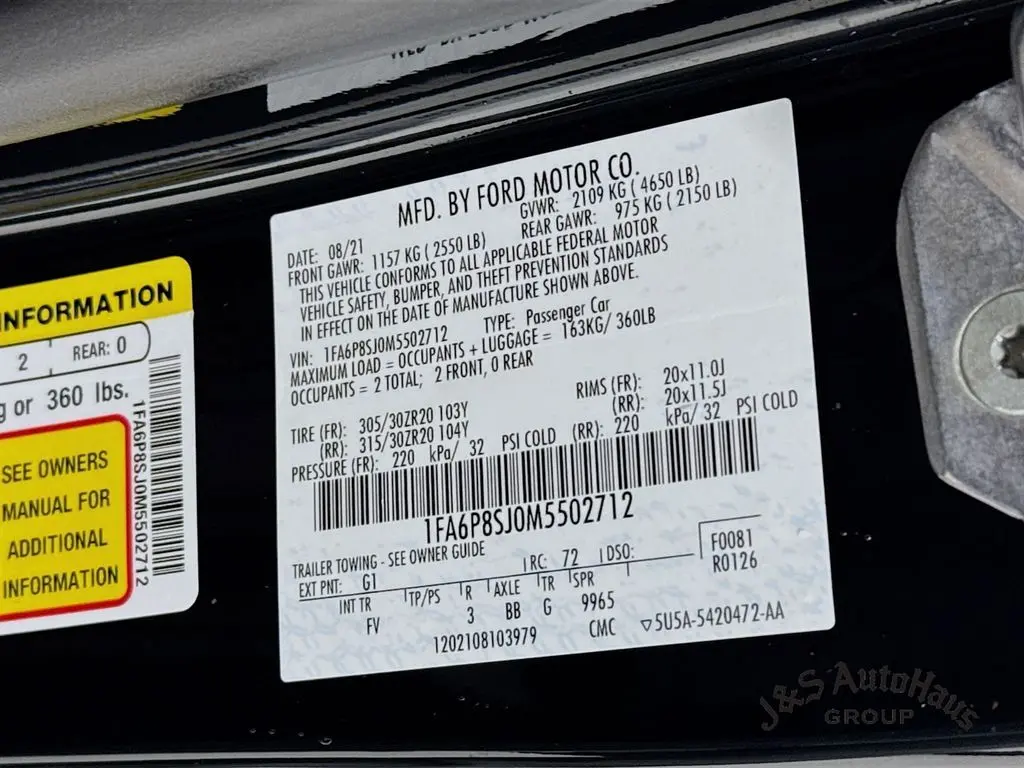 MFD. BY FORD MOTOR CO.
DATE: 08/21 GVWR: 2109 KG ( 4650 LB)
FRONT GAWR: 1157 KG ( 2550 LB) REAR GAWR: 975 KG ( 2150 LB)
THIS VEHICLE CONFORMS TO ALL APPLICABLE FEDERAL MOTOR
VEHICLE SAFETY, BUMPER, AND THEFT PREVENTION STANDARDS
IN EFFECT ON THE DATE OF MANUFACTURE SHOWN ABOVE.
VIN: 1FA6P8SJ0M5502712 TYPE: Passenger Car
MAXIMUM LOAD = OCCUPANTS + LUGGAGE = 163KG/ 360LB
OCCUPANTS = 2 TOTAL; 2 FRONT, 0 REAR
TIRE (FR): 305/30ZR20 103Y RIMS (FR): 20x11.0J
(RR): 315/30ZR20 104Y (RR): 20x11.5J
PRESSURE (FR): 220 kPa/ 32 PSI COLD (RR): 220 kPa/ 32 PSI COLD
1FA6P8SJ0M5502712
TRAILER TOWING - SEE OWNER GUIDE
EXT PNT: G1 RC: 72 DSO: F0081
R0126
INT TR TP/PS R AXLE TR SPR
FV 3 BB G 9965
1202108103979 CMC ▽5U5A-5420472-AA
INFORMATION
2 REAR: 0
g or 360 lbs.
SEE OWNERS
MANUAL FOR
ADDITIONAL
INFORMATION
1FA6P8SJ0M5502712
J&S AutoHaus
GROUP